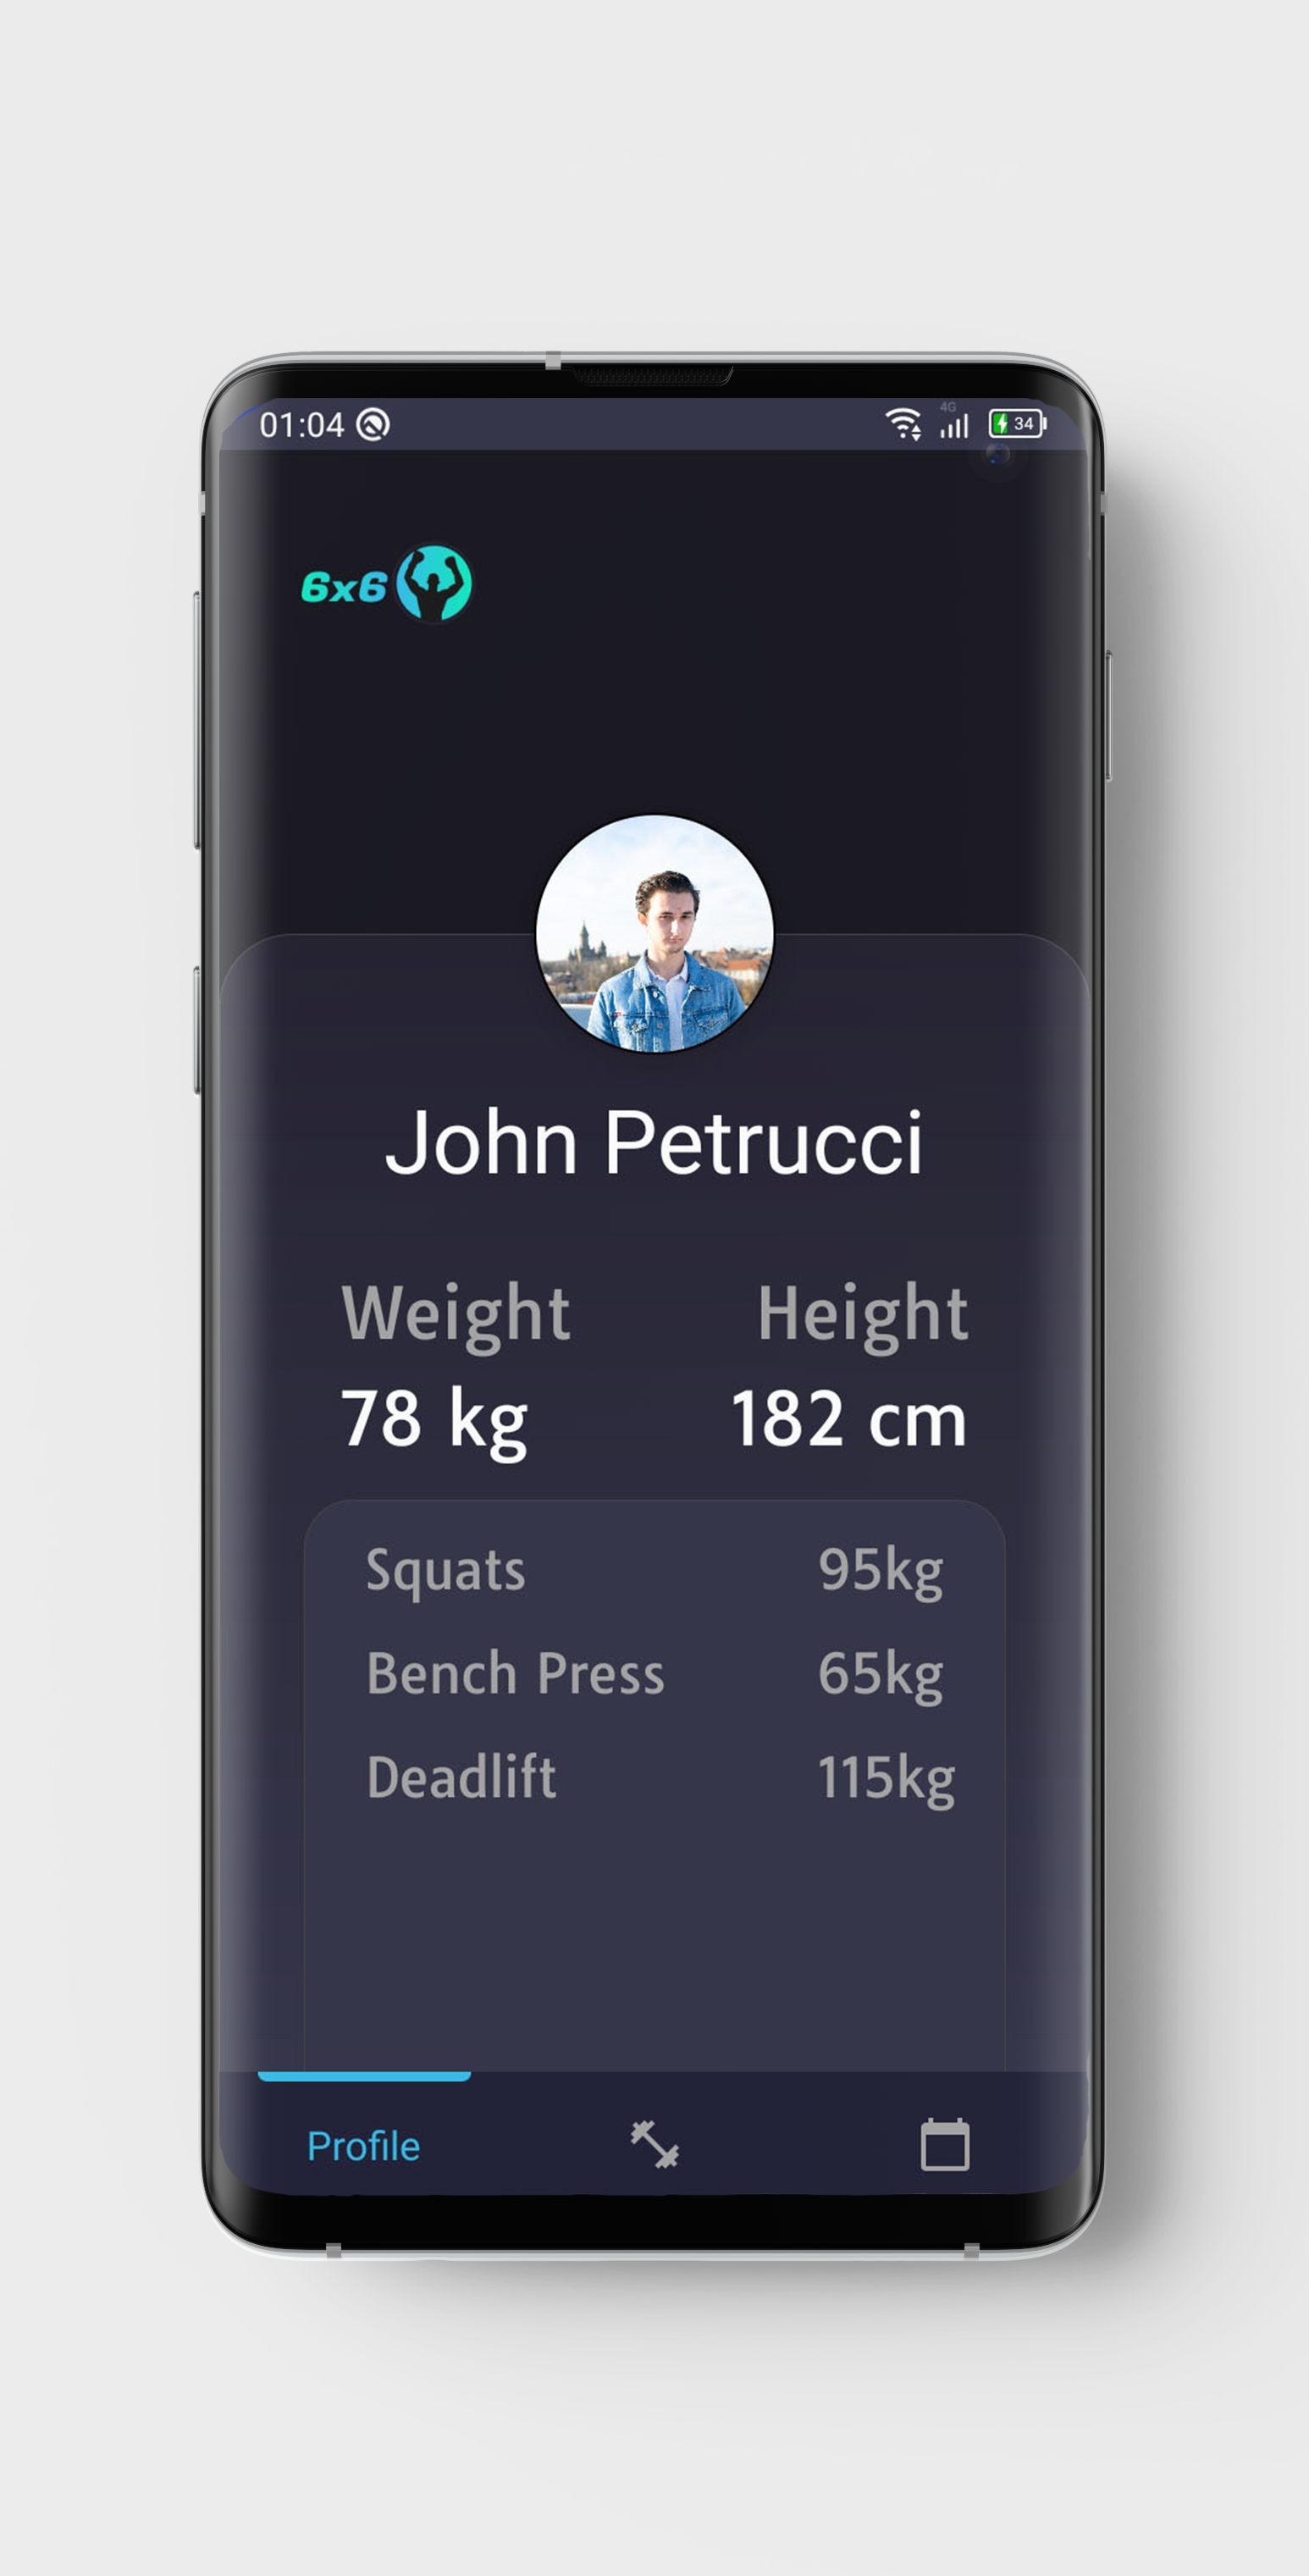 01:04 4G 34
6x6
John Petrucci
Weight Height
78 kg 182 cm
Squats 95kg
Bench Press 65kg
Deadlift 115kg
Profile